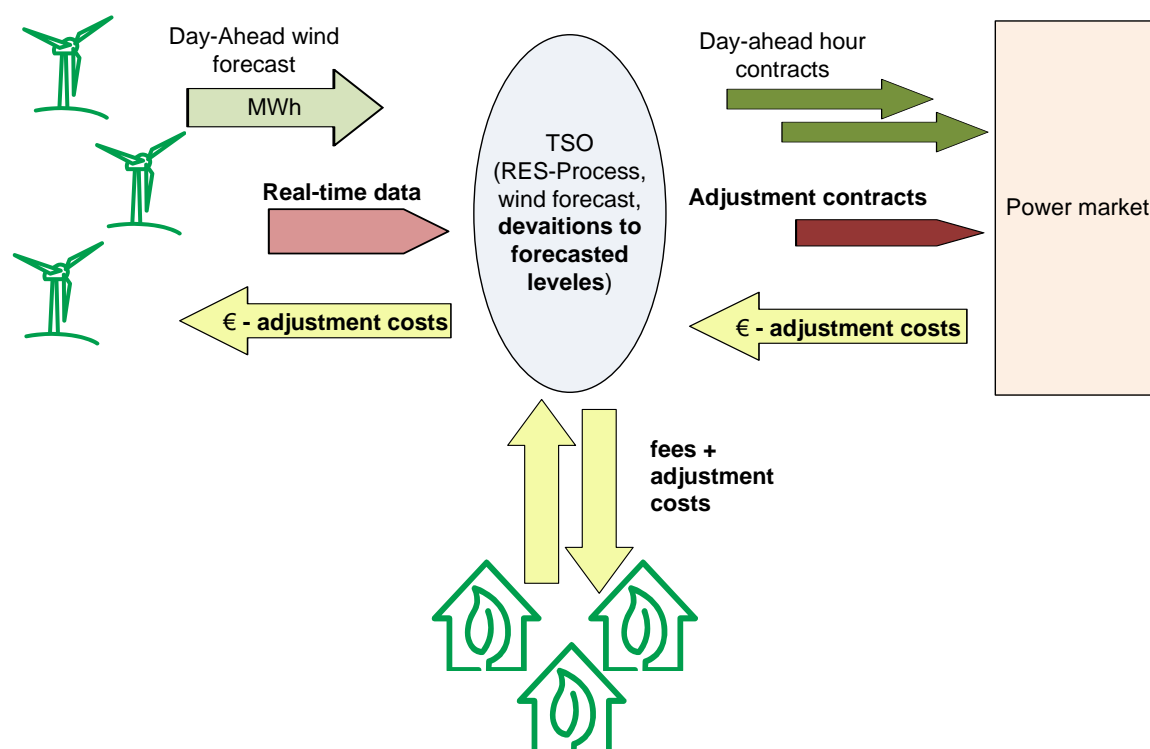 Day-Ahead wind
forecast
MWh
Real-time data
€ - adjustment costs
TSO
(RES-Process,
wind forecast,
devaitions to
forecasted
leveles)
Day-ahead hour
contracts
Adjustment contracts
€ - adjustment costs
Power market
fees +
adjustment
costs